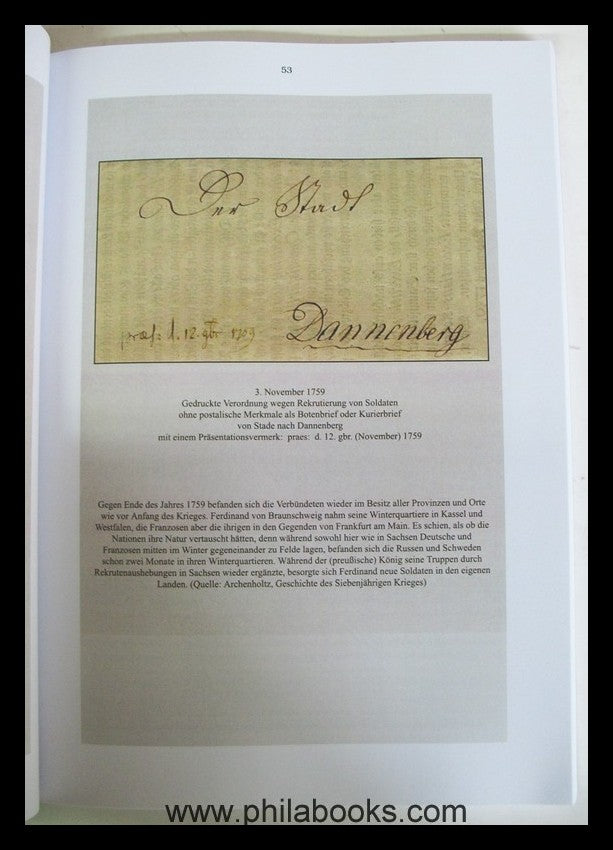 53
Der Stadt
praes: d. 12. gbr. 1759
Dannenberg
3. November 1759
Gedruckte Verordnung wegen Rekrutierung von Soldaten
ohne postalische Merkmale als Botenbrief oder Kurierbrief
von Stade nach Dannenberg
mit einem Präsentationsvermerk: praes: d. 12. gbr. (November) 1759
Gegen Ende des Jahres 1759 befanden sich die Verbündeten wieder im Besitz aller Provinzen und Orte
wie vor Anfang des Krieges. Ferdinand von Braunschweig nahm seine Winterquartiere in Kassel und
Westfalen, die Franzosen aber die ihrigen in den Gegenden von Frankfurt am Main. Es schien, als ob die
Nationen ihre Natur vertauscht hätten, denn während sowohl hier wie in Sachsen Deutsche und
Franzosen mitten im Winter gegeneinander zu Felde lagen, befanden sich die Russen und Schweden
schon zwei Monate in ihren Winterquartieren. Während der (preußische) König seine Truppen durch
Rekrutenaushebungen in Sachsen wieder ergänzte, besorgte sich Ferdinand neue Soldaten in den eigenen
Landen. (Quelle: Archenholtz, Geschichte des Siebenjährigen Krieges)
www.philabooks.com